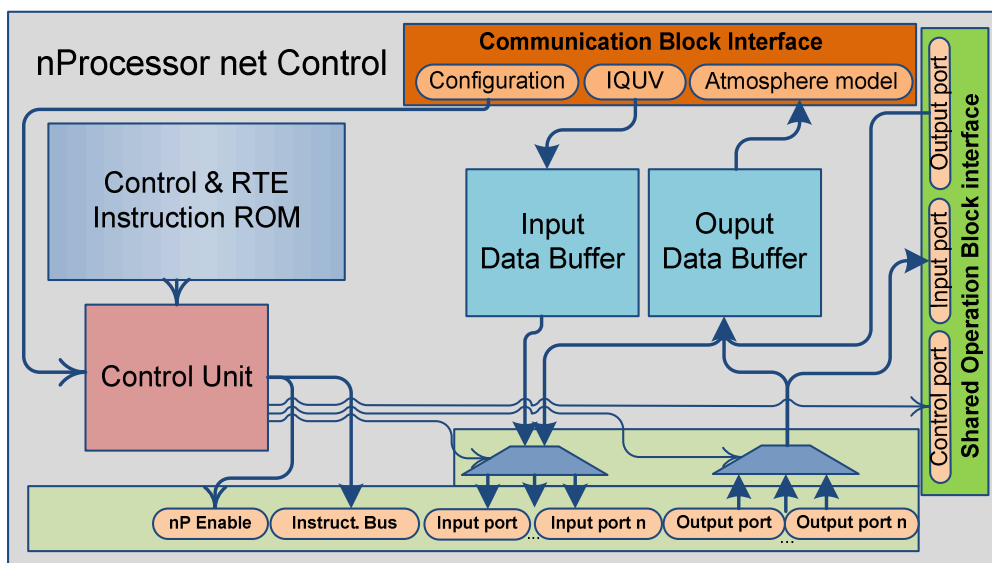 nProcessor net Control
Communication Block Interface
Configuration
IQUV
Atmosphere model
Output port
Input port
Control port
Shared Operation Block interface
Control & RTE
Instruction ROM
Input
Data Buffer
Ouput
Data Buffer
Control Unit
nP Enable
Instruct. Bus
Input port
...
Input port n
Output port
...
Output port n